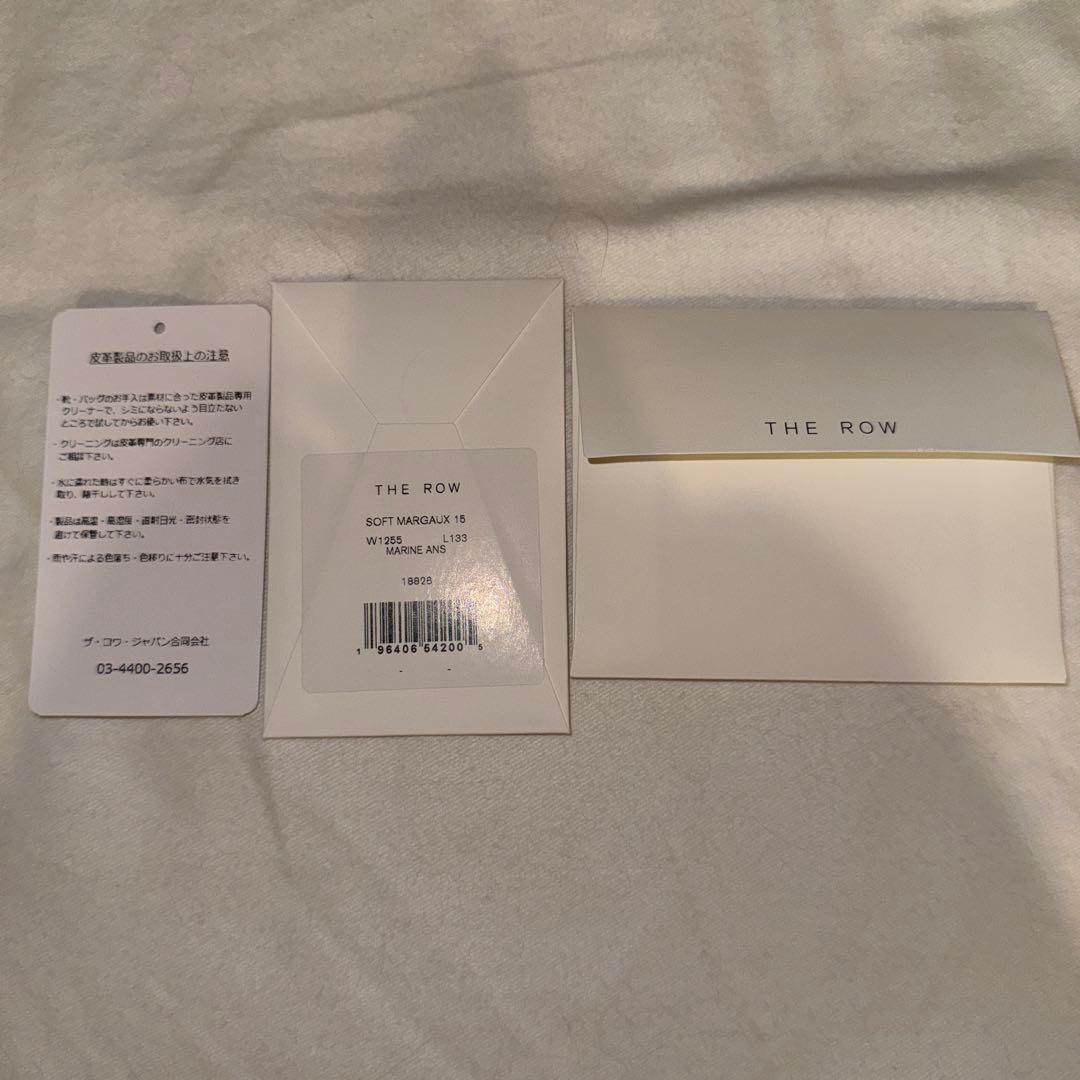 皮革製品のお取扱上の注意
・靴・バッグのお手入は素材に合った皮革製品専用
クリーナーで、シミにならないよう目立たない
ところで試してからお使い下さい。
・クリーニングは皮革専門のクリーニング店に
ご相談下さい。
・水に濡れた時はすぐに柔らかい布で水気を拭き
取り、陰干しして下さい。
・製品は高温・高湿度・直射日光・密封状態を
避けて保管して下さい。
・雨や汗による色落ち・色移りに十分ご注意下さい。
ザ・ロウ・ジャパン合同会社
03-4400-2656
THE ROW
SOFT MARGAUX 15
W1255 L133
MARINE ANS
18828
1 96406 54200 5
- -
THE ROW